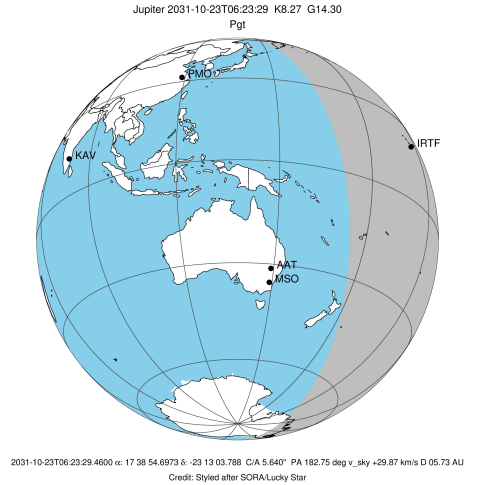 Jupiter 2031-10-23T06:23:29 K8.27 G14.30
Pgt
PMO
IRTF
KAV
AAT
MSO
2031-10-23T06:23:29.4600 α: 17 38 54.6973 δ: -23 13 03.788 C/A 5.640" PA 182.75 deg v_sky +29.87 km/s D 05.73 AU
Credit: Styled after SORA/Lucky Star